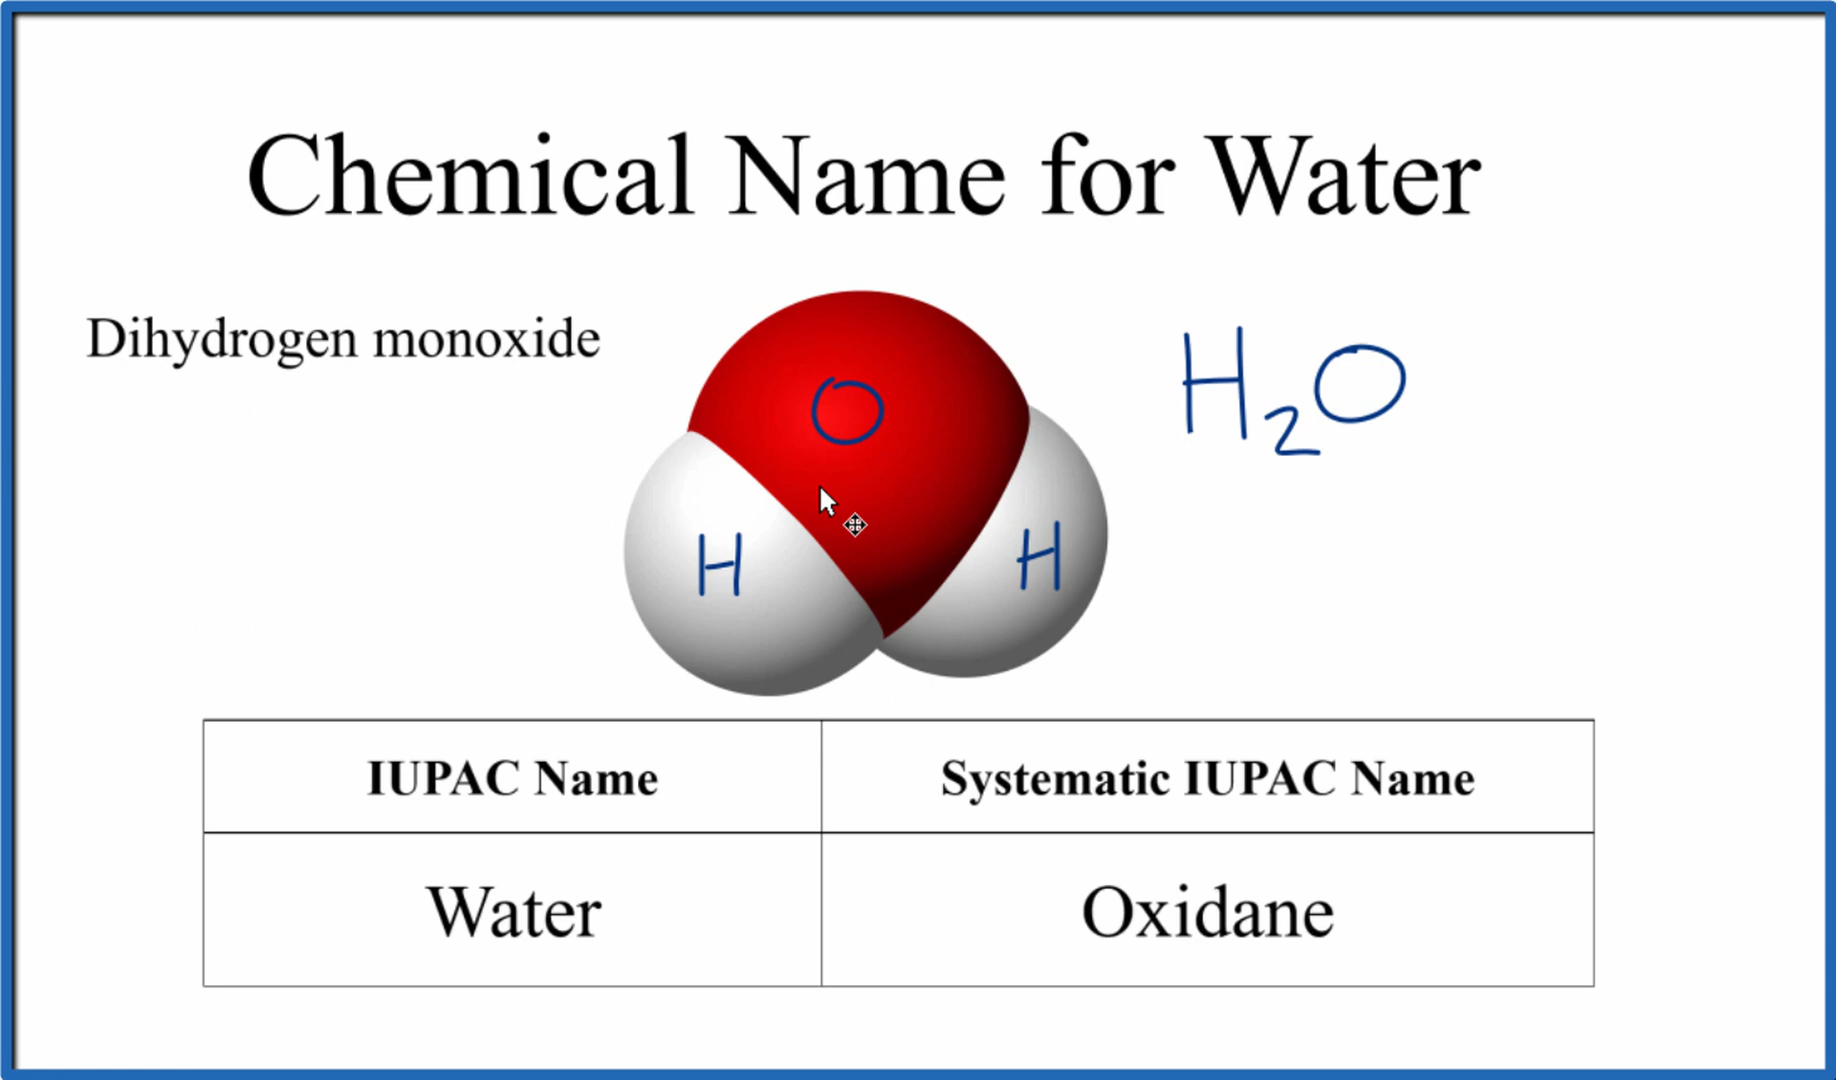 Chemical Name for Water
Dihydrogen monoxide
H₂O
O
H
H
IUPAC Name
Systematic IUPAC Name
Water
Oxidane